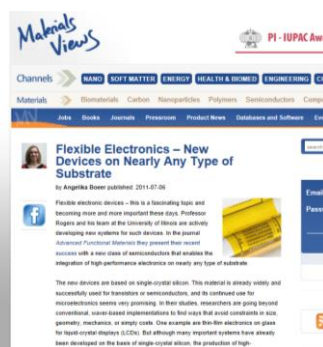 Materials
Views
PI - IUPAC Aw
Channels
NANO SOFT MATTER ENERGY HEALTH & BIOMED ENGINEERING
Materials Biomaterials Carbon Nanoparticles Polymers Semiconductors
Jobs Books Journals Pressroom Product News Databases and Software
Flexible Electronics – New
Devices on Nearly Any Type of
Substrate
by Angelika Boeer published: 2011-07-06
Flexible electronic devices – this is a fascinating topic and
becoming more and more important these days. Professor
Rogers and his team at the University of Illinois are actively
developing new systems for such devices. In the journal
Advanced Functional Materials they present their recent
success with a new class of semiconductors that enables the
integration of high-performance electronics on nearly any type of substrate.
Email
The new devices are based on single-crystal silicon. This material is already widely and
successfully used for transistors or semiconductors, and its continued use for
microelectronics seems very promising. In their studies, researchers are going beyond
conventional, wafer-based implementations to find ways that avoid constraints in size,
geometry, mechanics, or simply costs. One example are thin-film electronics on glass
for liquid-crystal displays (LCDs). But although many important systems have already
been developed on the basis of single-crystal silicon, the production of high-